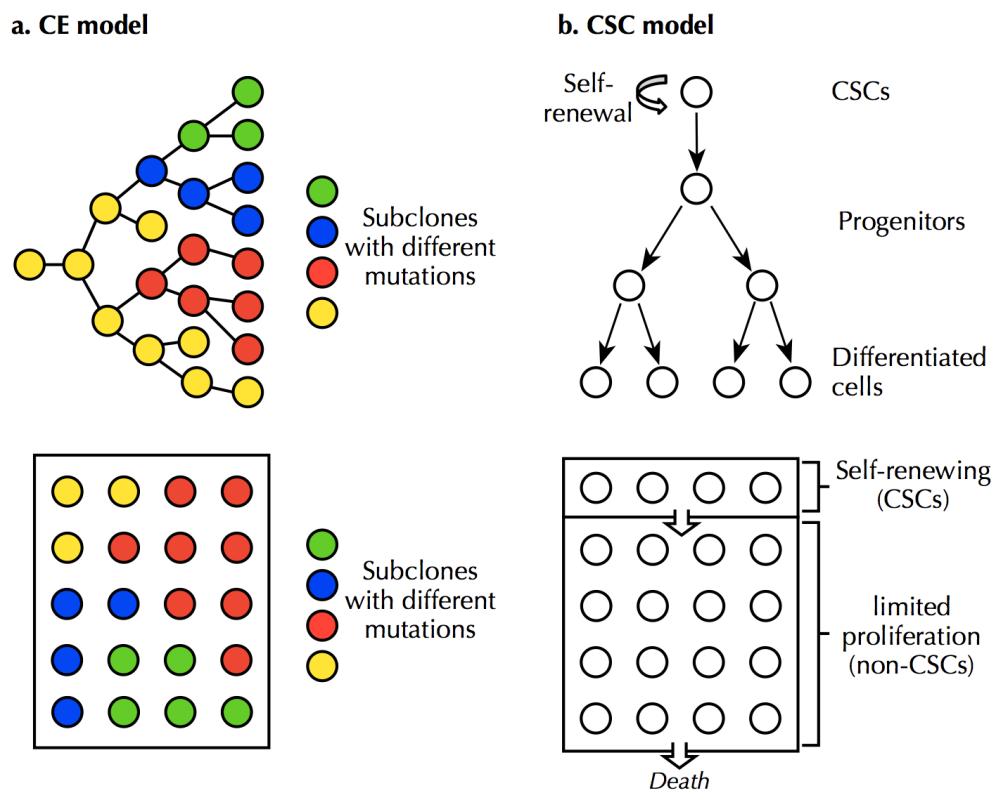 a. CE model
Subclones
with different
mutations
Subclones
with different
mutations
b. CSC model
Self-
renewal
CSCs
Progenitors
Differentiated
cells
Self-renewing
(CSCs)
limited
proliferation
(non-CSCs)
Death